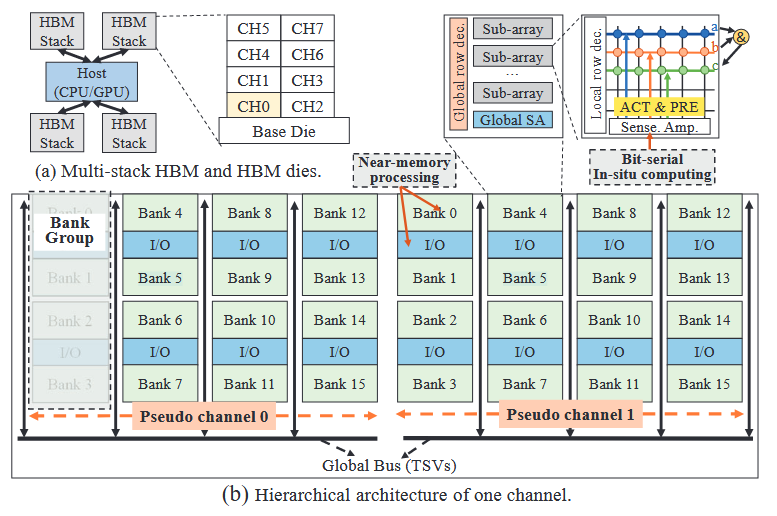 HBM
Stack
HBM
Stack
Host
(CPU/GPU)
HBM
Stack
HBM
Stack
CH5 CH7
CH4 CH6
CH1 CH3
CH0 CH2
Base Die
(a) Multi-stack HBM and HBM dies.
Global row dec.
Sub-array
Sub-array
...
Sub-array
Global SA
Local row dec.
a
b
c
&
ACT & PRE
Sense. Amp.
Near-memory
processing
Bit-serial
In-situ computing
Bank 0 Bank 4 Bank 8 Bank 12 Bank 0 Bank 4 Bank 8 Bank 12
Bank
Group
I/O I/O I/O I/O I/O I/O I/O
Bank 1 Bank 5 Bank 9 Bank 13 Bank 1 Bank 5 Bank 9 Bank 13
Bank 2 Bank 6 Bank 10 Bank 14 Bank 2 Bank 6 Bank 10 Bank 14
I/O I/O I/O I/O I/O I/O I/O I/O
Bank 3 Bank 7 Bank 11 Bank 15 Bank 3 Bank 7 Bank 11 Bank 15
Pseudo channel 0 Pseudo channel 1
Global Bus (TSVs)
(b) Hierarchical architecture of one channel.